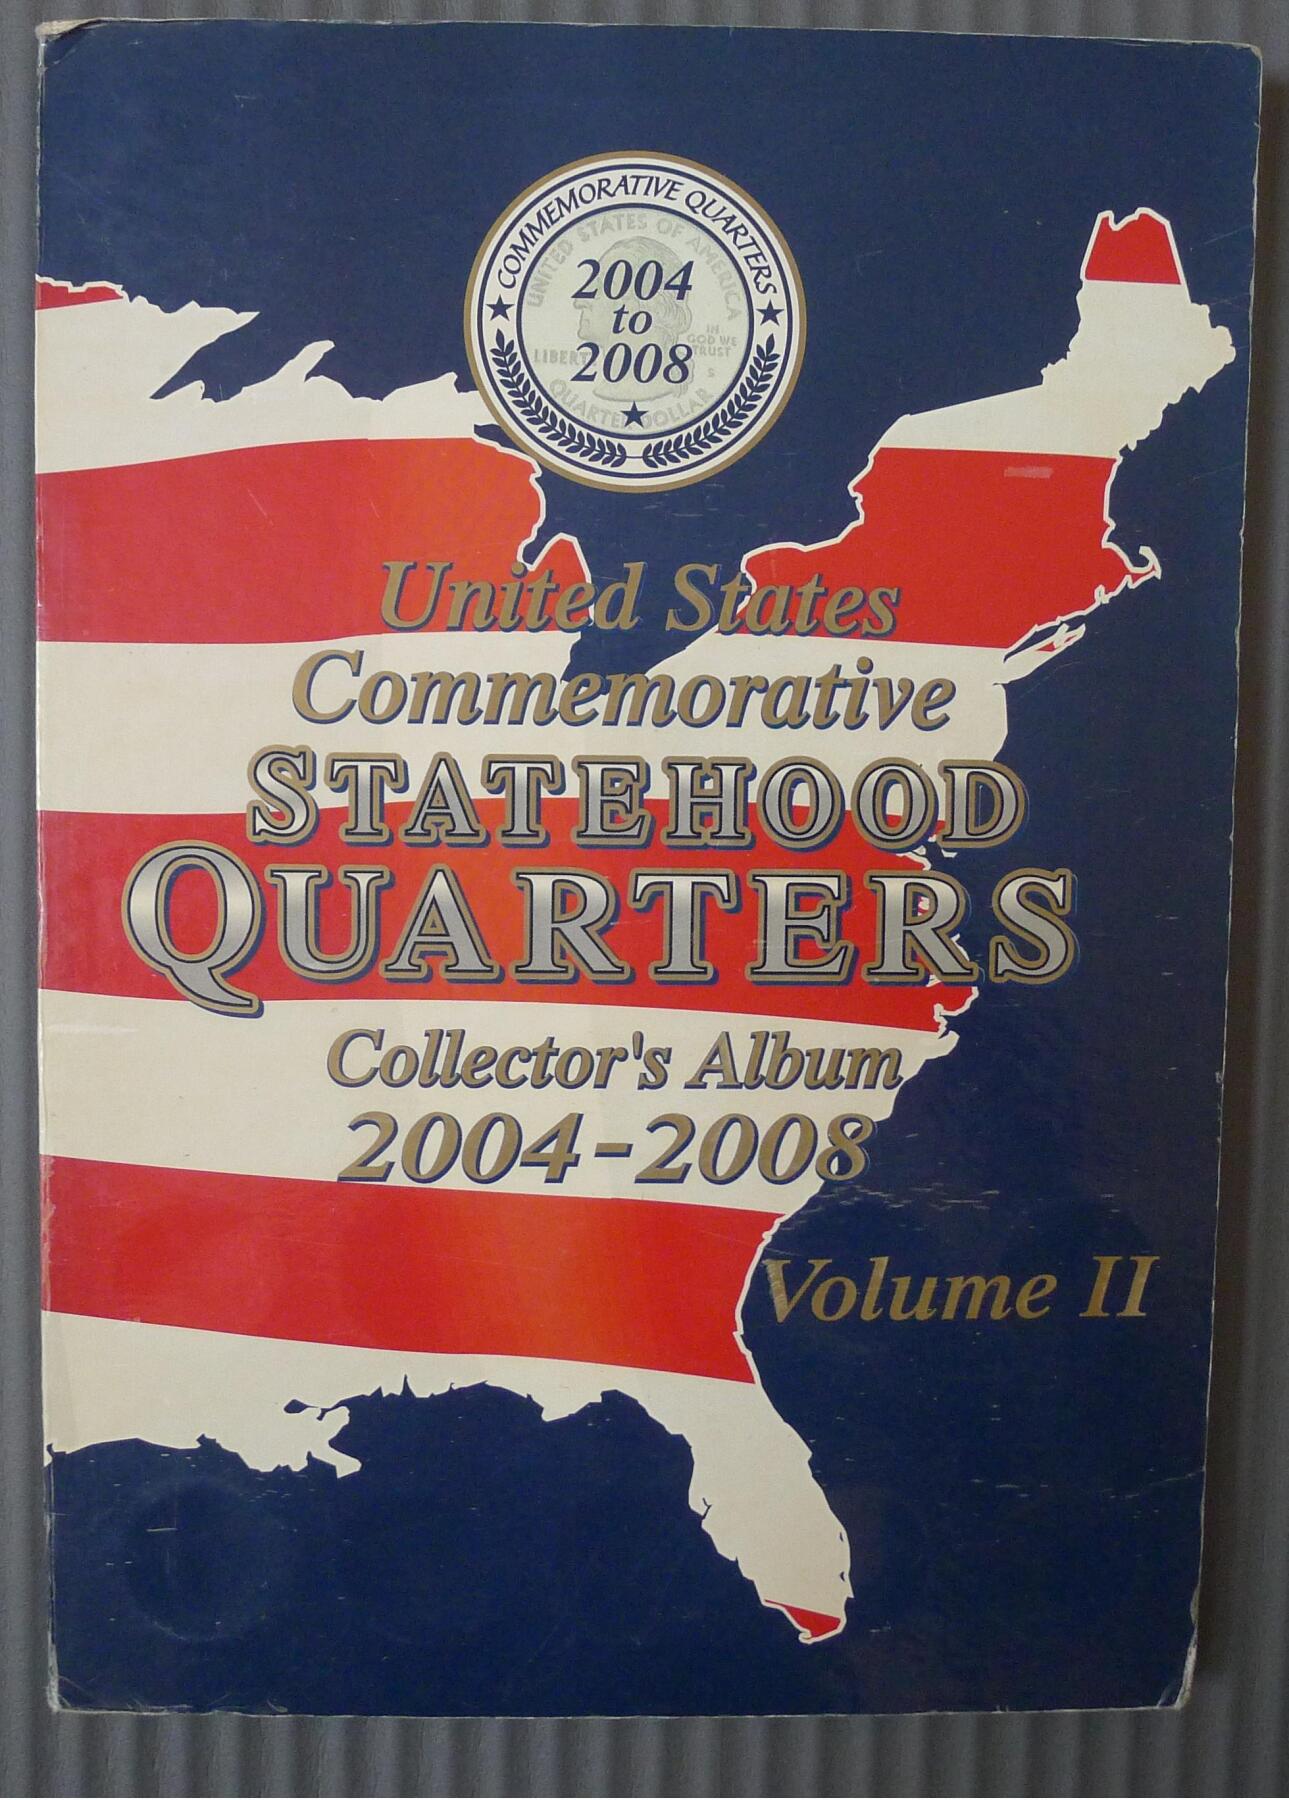 COMMEMORATIVE QUARTERS
UNITED STATES OF AMERICA
2004
to
2008
LIBERTY
IN
GOD WE
TRUST
S
QUARTER DOLLAR
United States
Commemorative
STATEHOOD
QUARTERS
Collector's Album
2004-2008
Volume II